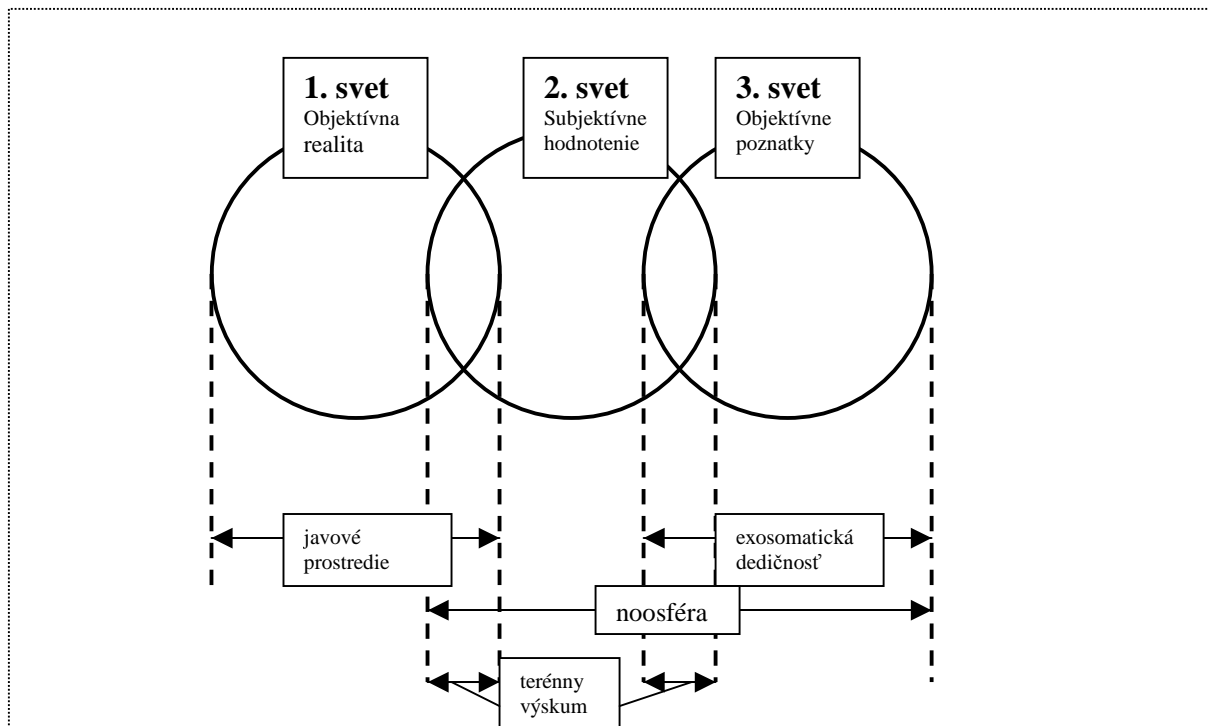 1. svet
Objektívna
realita
2. svet
Subjektívne
hodnotenie
3. svet
Objektívne
poznatky
javové
prostredie
exosomatická
dedičnosť
noosféra
terénny
výskum